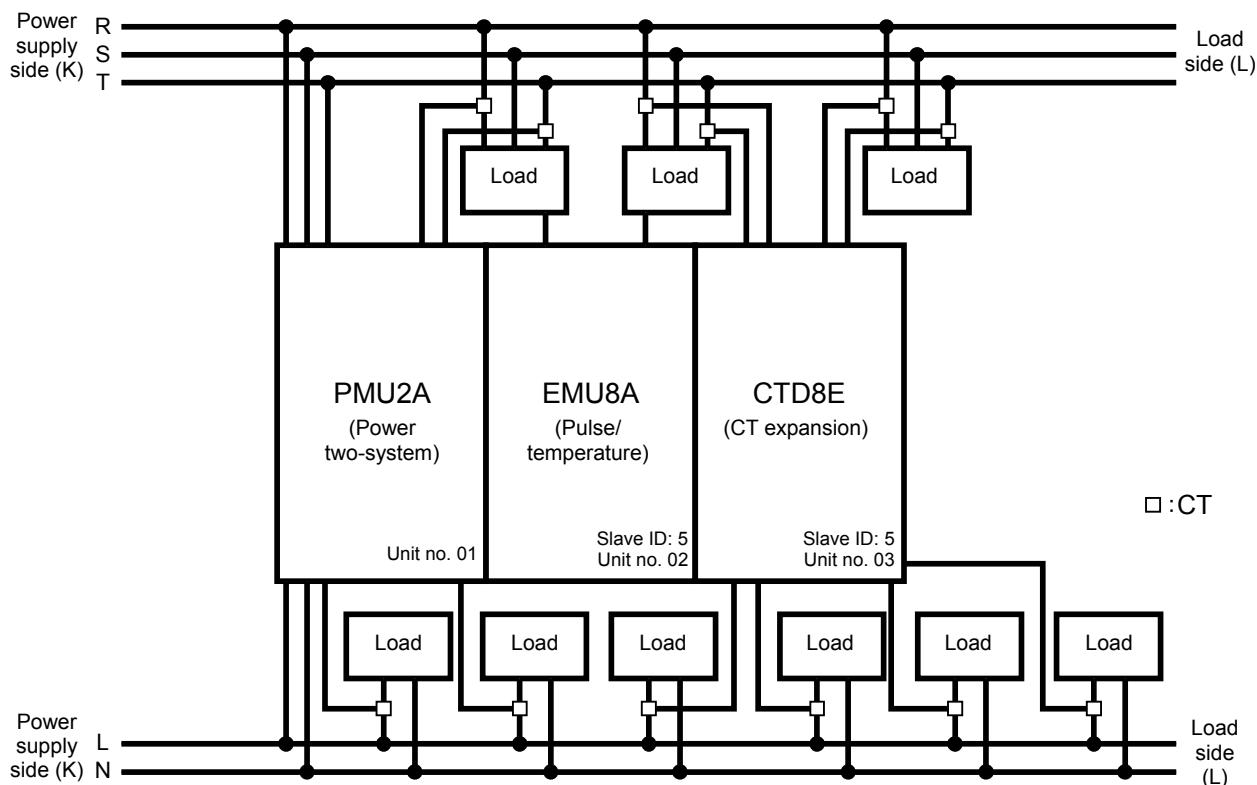 Power
supply
side (K)
R
S
T
Load
side (L)
Load
Load
Load
PMU2A
(Power
two-system)
Unit no. 01
EMU8A
(Pulse/
temperature)
Slave ID: 5
Unit no. 02
CTD8E
(CT expansion)
Slave ID: 5
Unit no. 03
□ : CT
Load
Load
Load
Load
Load
Load
Power
supply
side (K)
L
N
Load
side
(L)